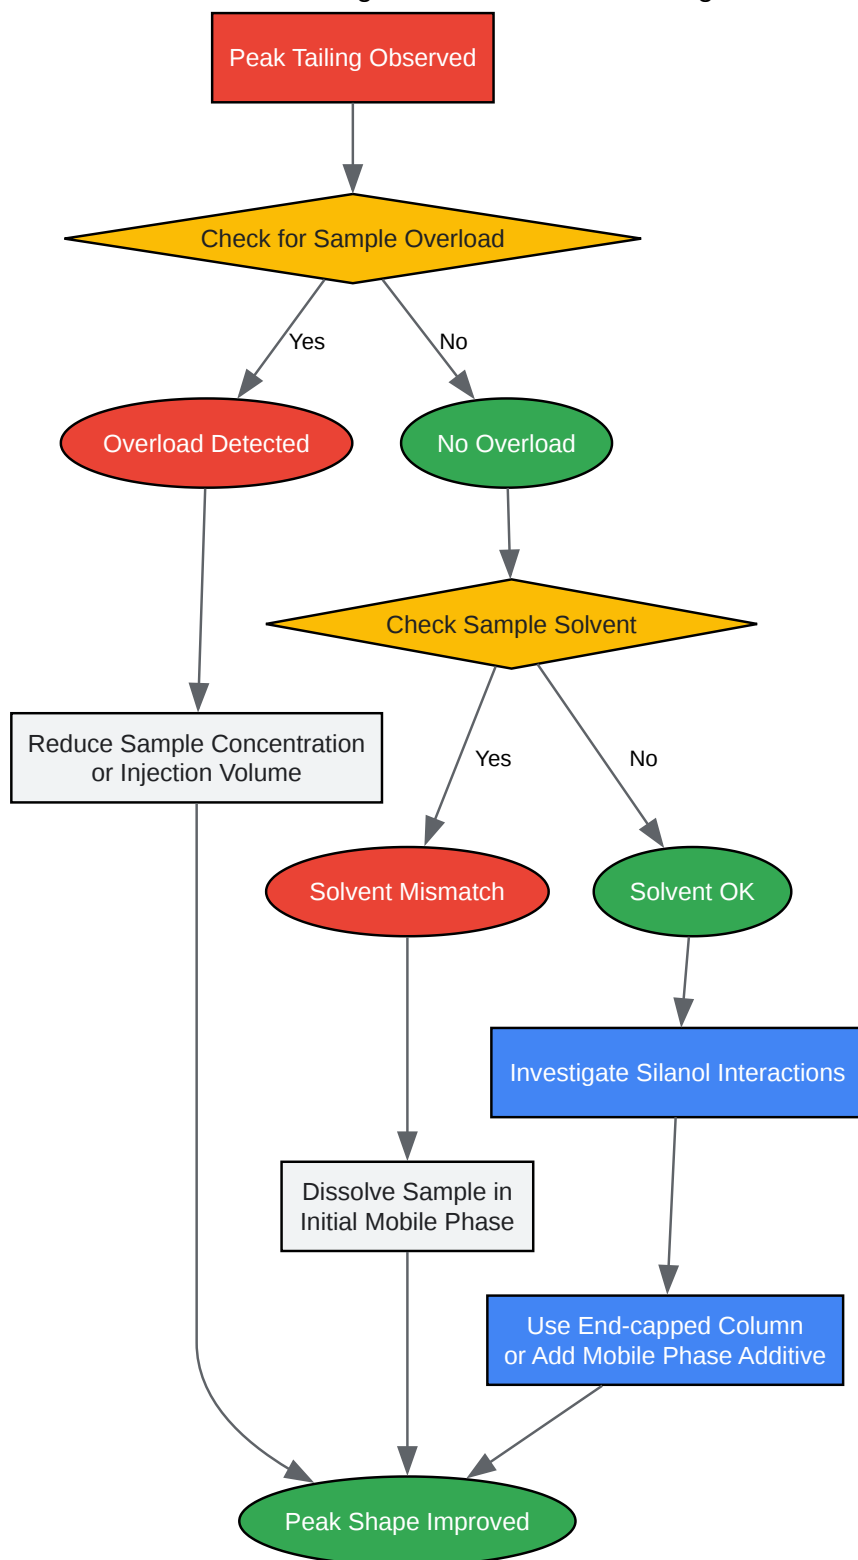 Peak Tailing Observed
Check for Sample Overload
Yes
No
Overload Detected
No Overload
Check Sample Solvent
Reduce Sample Concentration
or Injection Volume
Yes
No
Solvent Mismatch
Solvent OK
Investigate Silanol Interactions
Dissolve Sample in
Initial Mobile Phase
Use End-capped Column
or Add Mobile Phase Additive
Peak Shape Improved